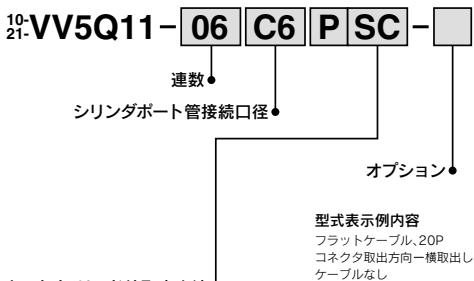 10-
21-VV5Q11-06 C6 P SC-
連数
シリンダポート管接続口径
オプション
型式表示例内容
フラットケーブル、20P
コネクタ取出方向ー横取出し
ケーブルなし